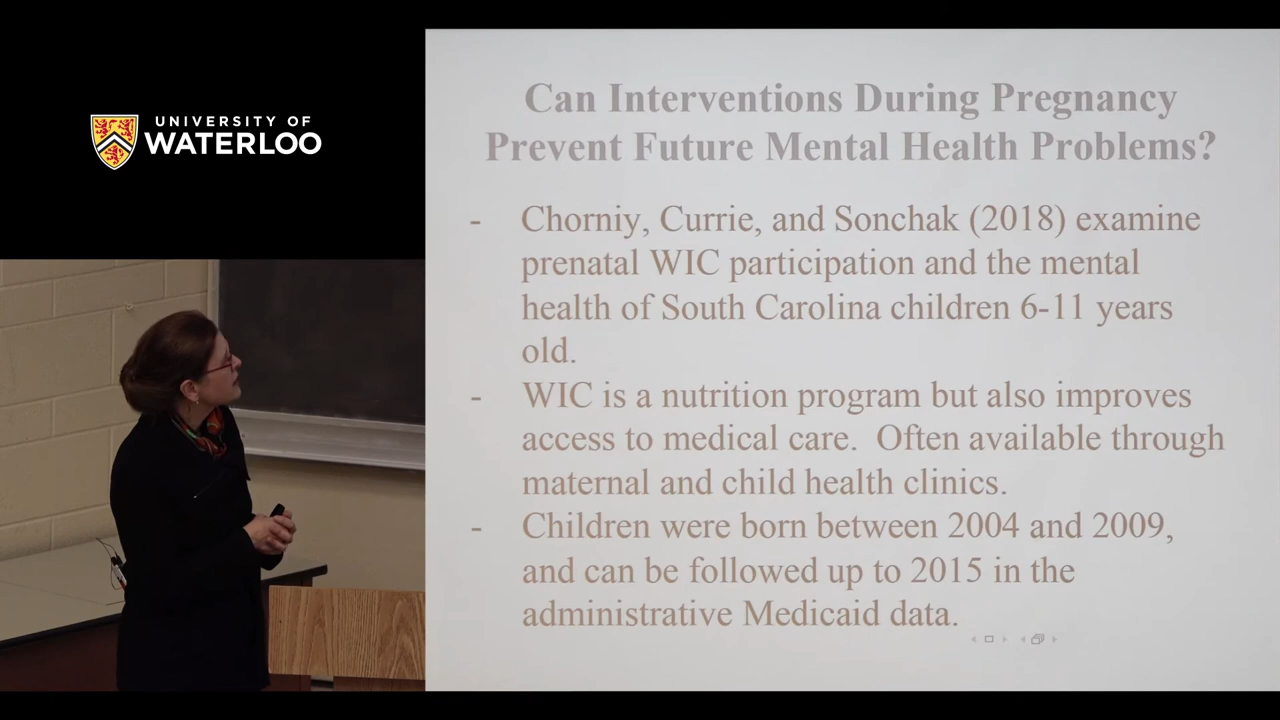 UNIVERSITY OF
WATERLOO
Can Interventions During Pregnancy
Prevent Future Mental Health Problems?
- Chorniy, Currie, and Sonchak (2018) examine
prenatal WIC participation and the mental
health of South Carolina children 6-11 years
old.
- WIC is a nutrition program but also improves
access to medical care. Often available through
maternal and child health clinics.
- Children were born between 2004 and 2009,
and can be followed up to 2015 in the
administrative Medicaid data.